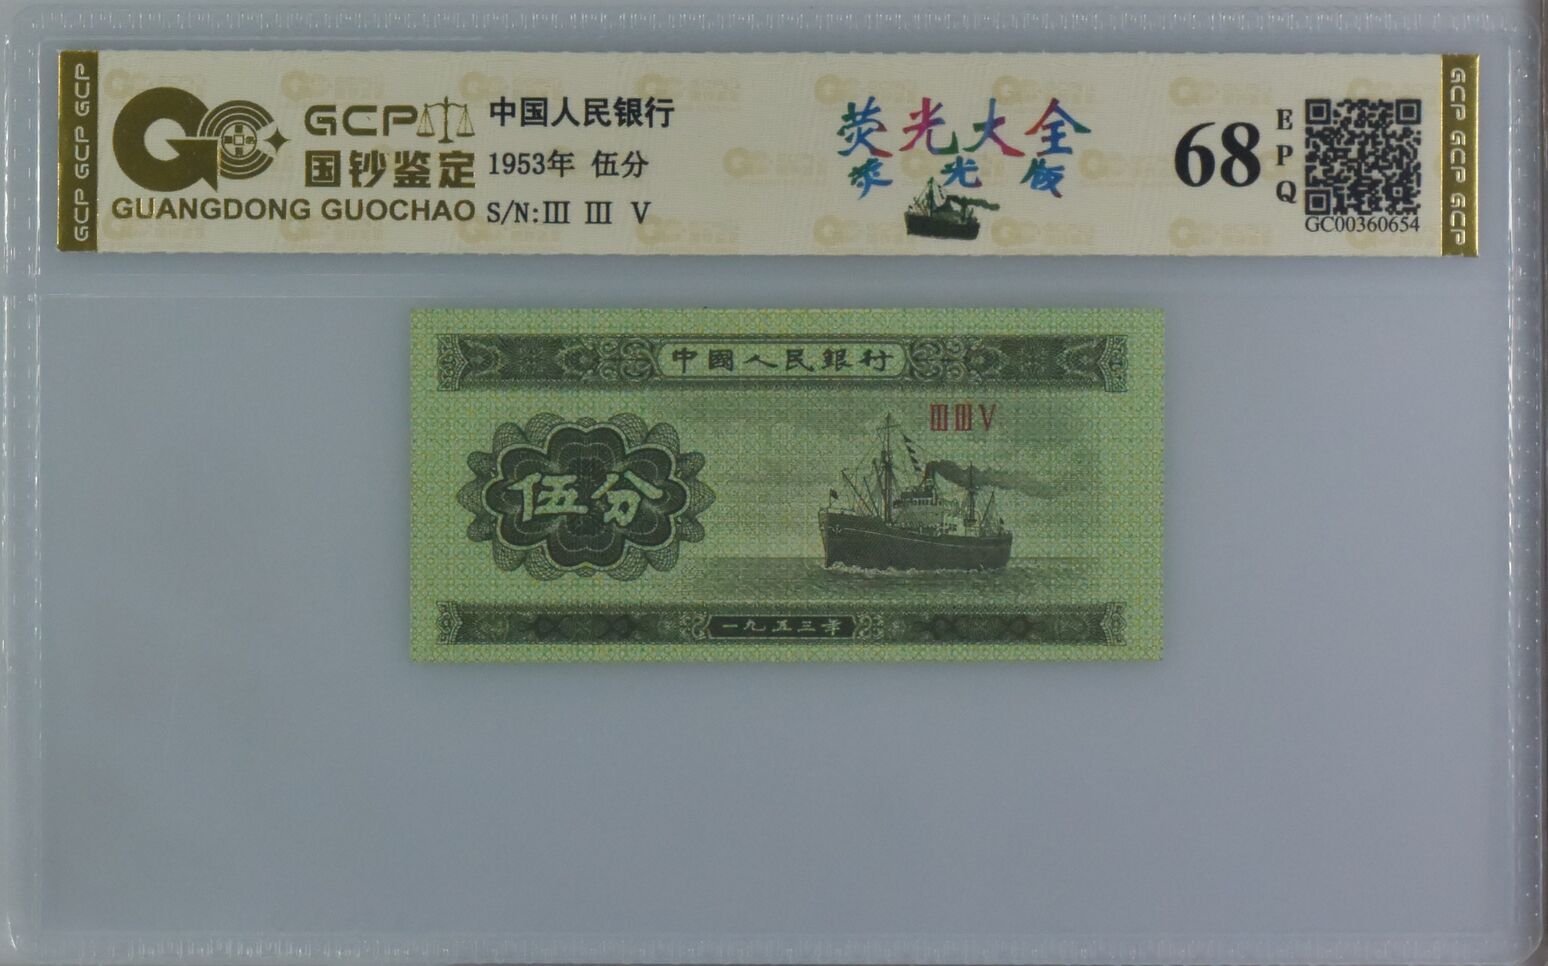 GCP GCP GCP
GCP
国钞鉴定
GUANGDONG GUOCHAO
中国人民银行
1953年 伍分
S/N:III III V
荧光大全
荧光版
68
EPQ
GC00360654
GCP GCP GCP
中國人民銀行
III III V
伍分
一九五三年